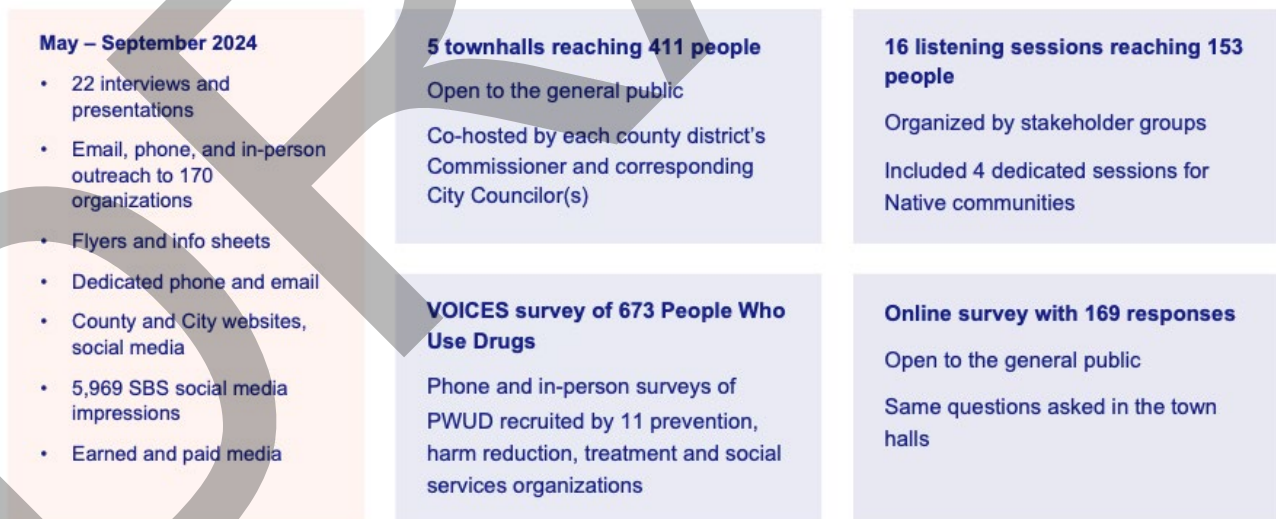 May – September 2024
• 22 interviews and
presentations
• Email, phone, and in-person
outreach to 170
organizations
• Flyers and info sheets
• Dedicated phone and email
• County and City websites,
social media
• 5,969 SBS social media
impressions
• Earned and paid media
5 townhalls reaching 411 people
Open to the general public
Co-hosted by each county district's
Commissioner and corresponding
City Councilor(s)
16 listening sessions reaching 153
people
Organized by stakeholder groups
Included 4 dedicated sessions for
Native communities
VOICES survey of 673 People Who
Use Drugs
Phone and in-person surveys of
PWUD recruited by 11 prevention,
harm reduction, treatment and social
services organizations
Online survey with 169 responses
Open to the general public
Same questions asked in the town
halls